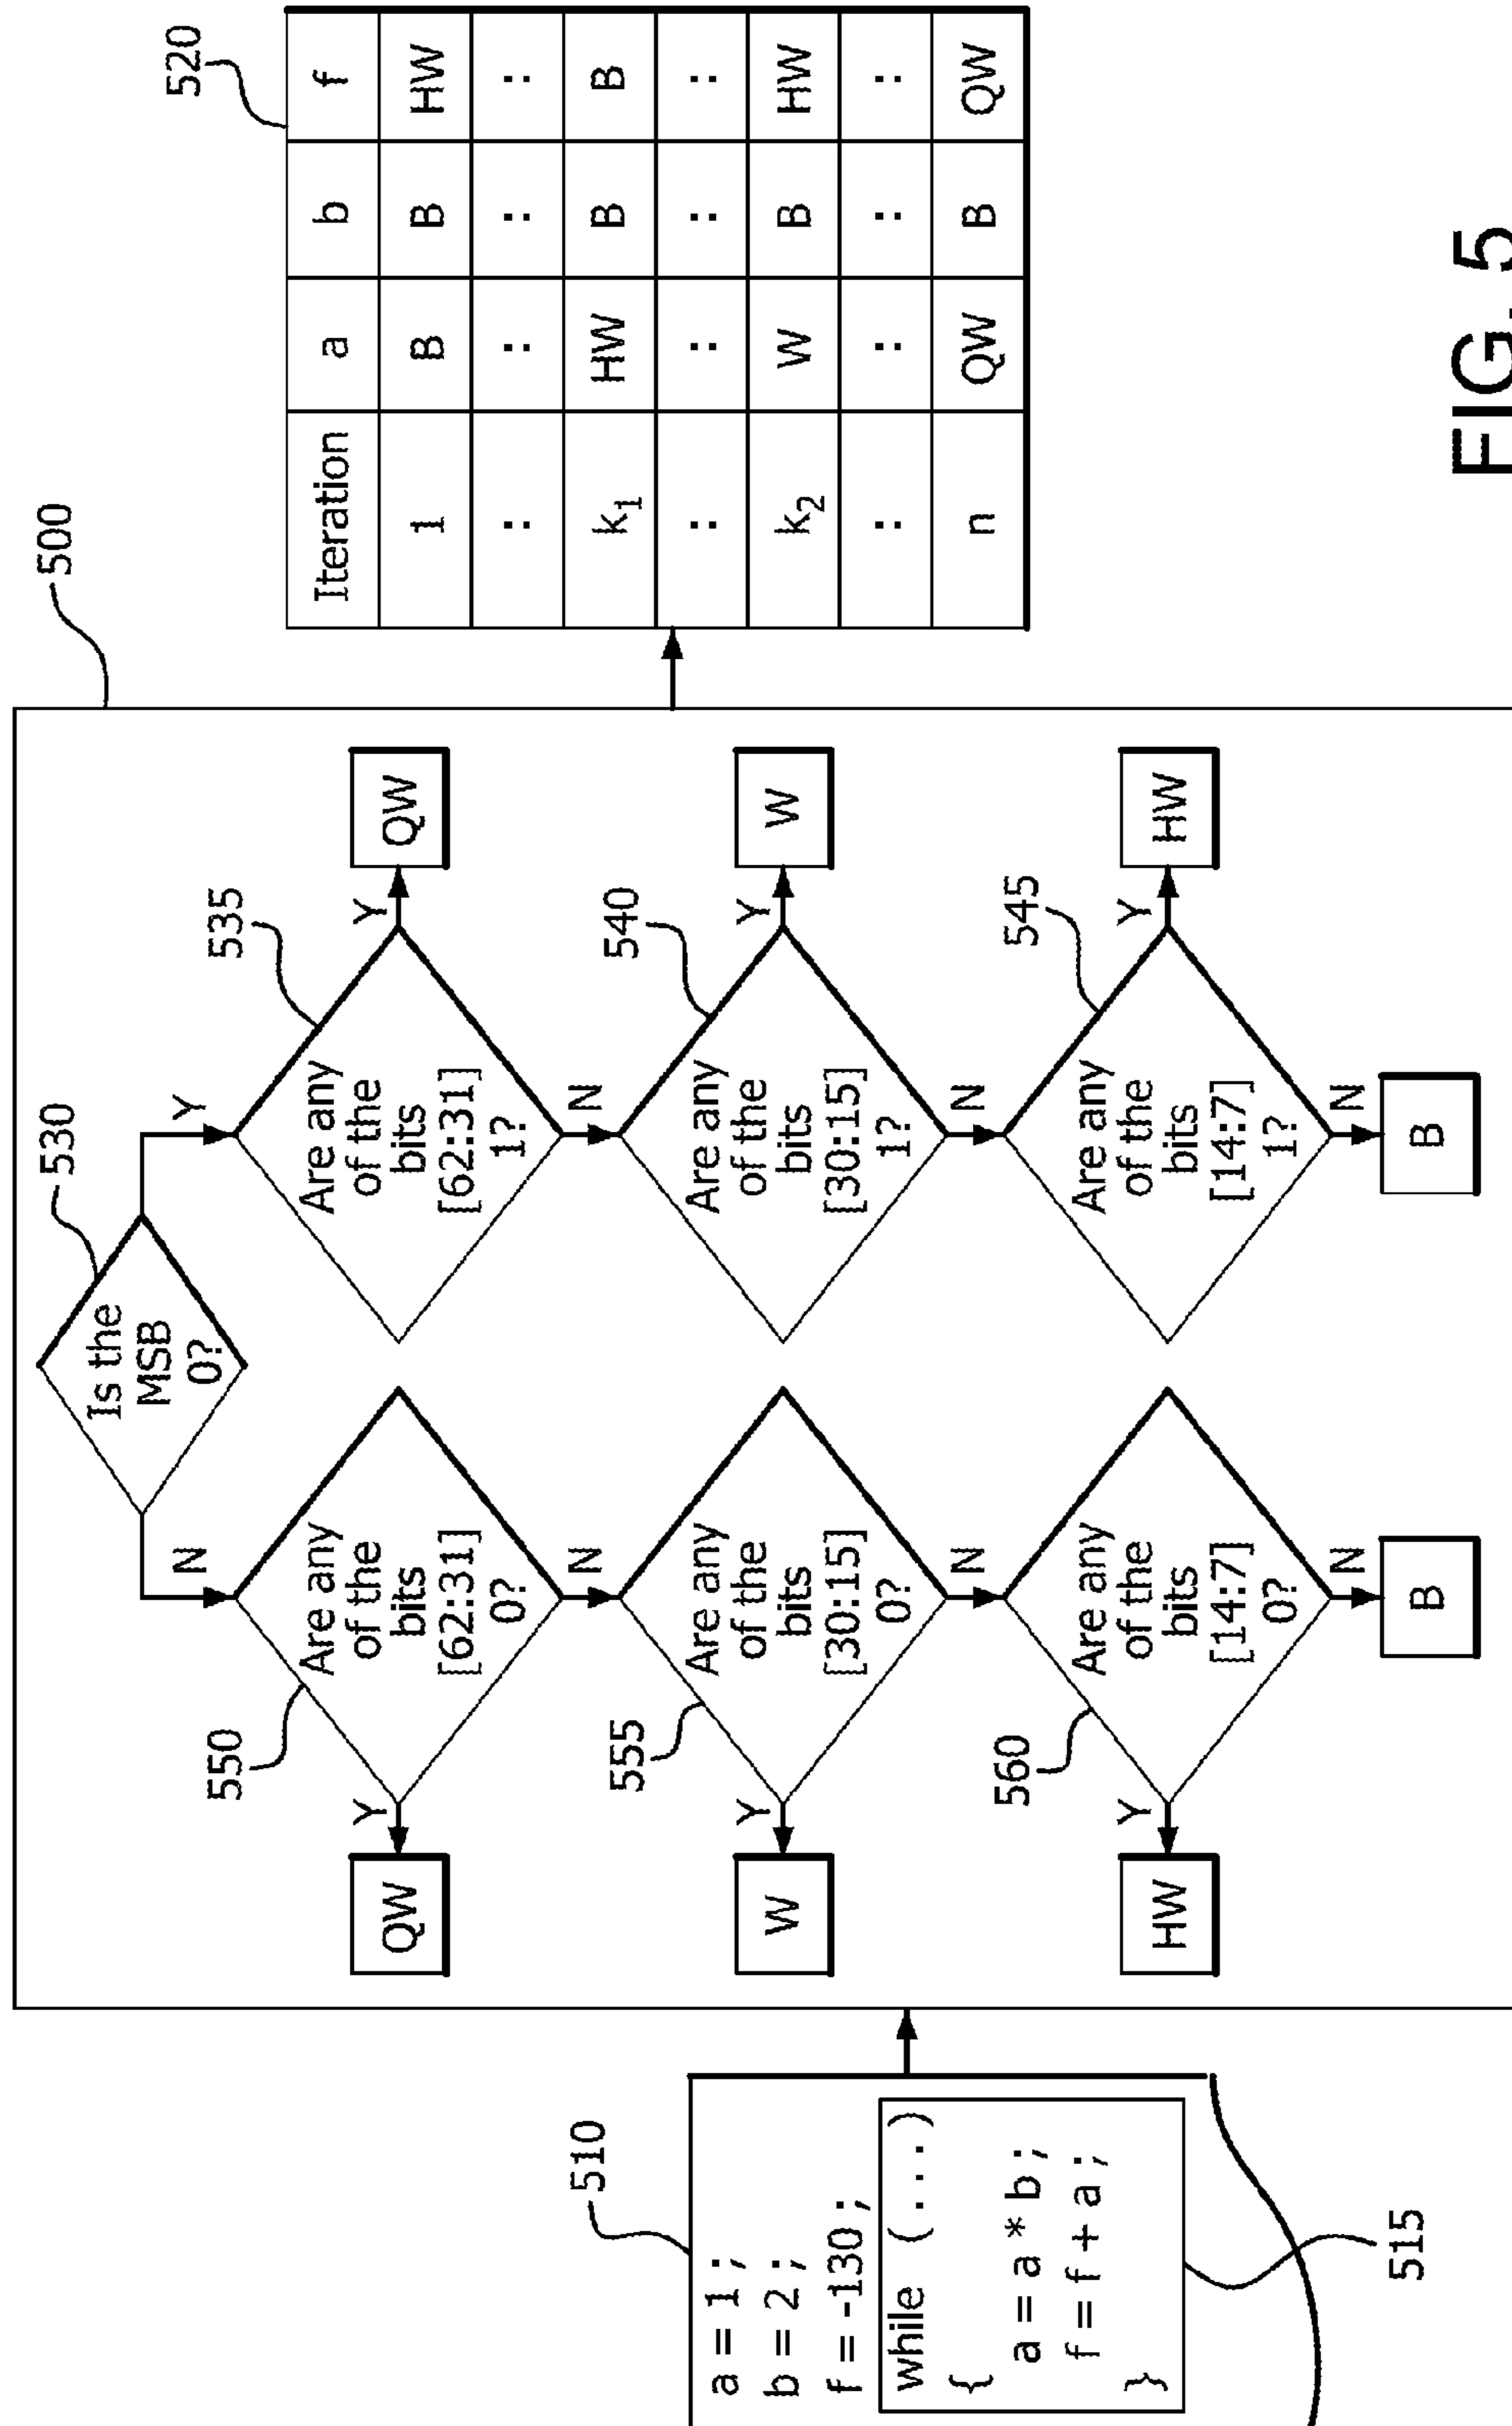 510
a = 1 ;
b = 2 ;
f = -130 ;
while (...)
{
a = a * b ;
f = f + a ;
}
515
500
530
Is the
MSB
0?
N
Y
550
Are any
of the
bits
[62:31]
0?
Y
QW
N
535
Are any
of the
bits
[62:31]
1?
Y
QW
N
555
Are any
of the
bits
[30:15]
0?
Y
W
N
540
Are any
of the
bits
[30:15]
1?
Y
W
N
560
Are any
of the
bits
[14:7]
0?
Y
HW
N
B
545
Are any
of the
bits
[14:7]
1?
Y
HW
N
B
520
Iteration a b f
1 B B HW
: : : :
k1 HW B B
: : : :
k2 W B HW
: : : :
n QW B QW
FIG. 5